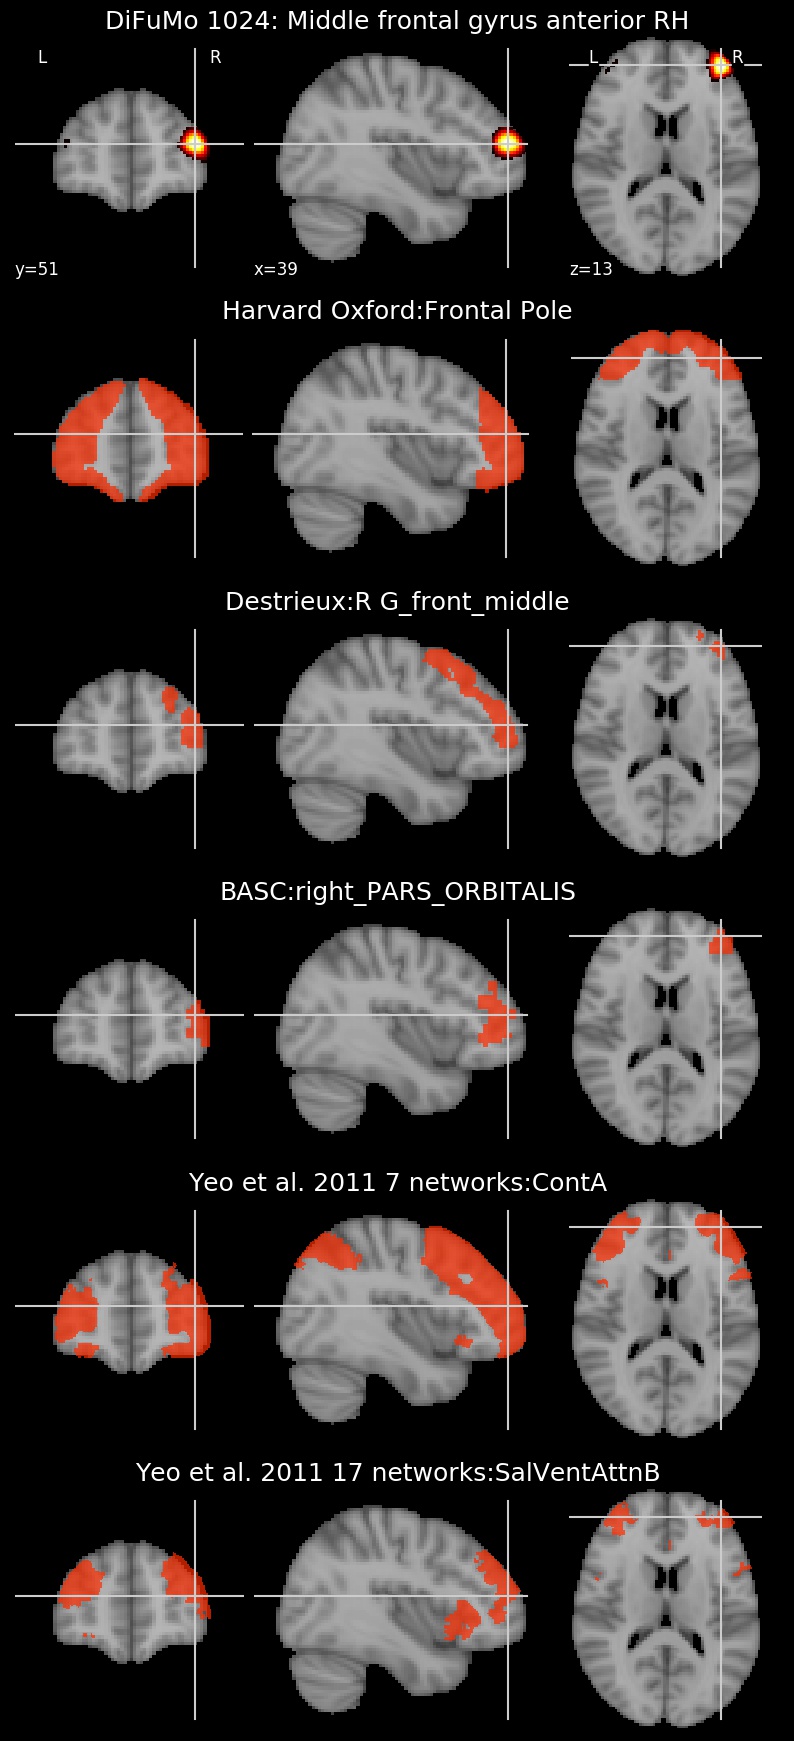 DiFuMo 1024: Middle frontal gyrus anterior RH
L R L R
y=51 x=39 z=13
Harvard Oxford:Frontal Pole
Destrieux:R G_front_middle
BASC:right_PARS_ORBITALIS
Yeo et al. 2011 7 networks:ContA
Yeo et al. 2011 17 networks:SalVentAttnB